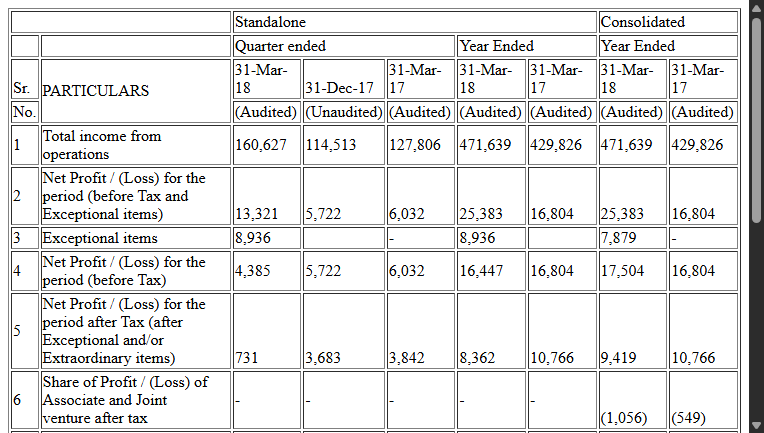 Standalone Consolidated
Quarter ended Year Ended Year Ended
31-Mar- 31-Mar- 31-Mar- 31-Mar- 31-Mar- 31-Mar-
Sr. PARTICULARS 18 31-Dec-17 17 18 17 18 17
No. (Audited) (Unaudited) (Audited) (Audited) (Audited) (Audited) (Audited)
Total income from
1 operations 160,627 114,513 127,806 471,639 429,826 471,639 429,826
Net Profit / (Loss) for the
2 period (before Tax and
Exceptional items) 13,321 5,722 6,032 25,383 16,804 25,383 16,804
3 Exceptional items 8,936 - 8,936 7,879 -
Net Profit / (Loss) for the
4 period (before Tax) 4,385 5,722 6,032 16,447 16,804 17,504 16,804
Net Profit / (Loss) for the
5 period after Tax (after
Exceptional and/or
Extraordinary items) 731 3,683 3,842 8,362 10,766 9,419 10,766
Share of Profit / (Loss) of
6 Associate and Joint - - - - -
venture after tax (1,056) (549)